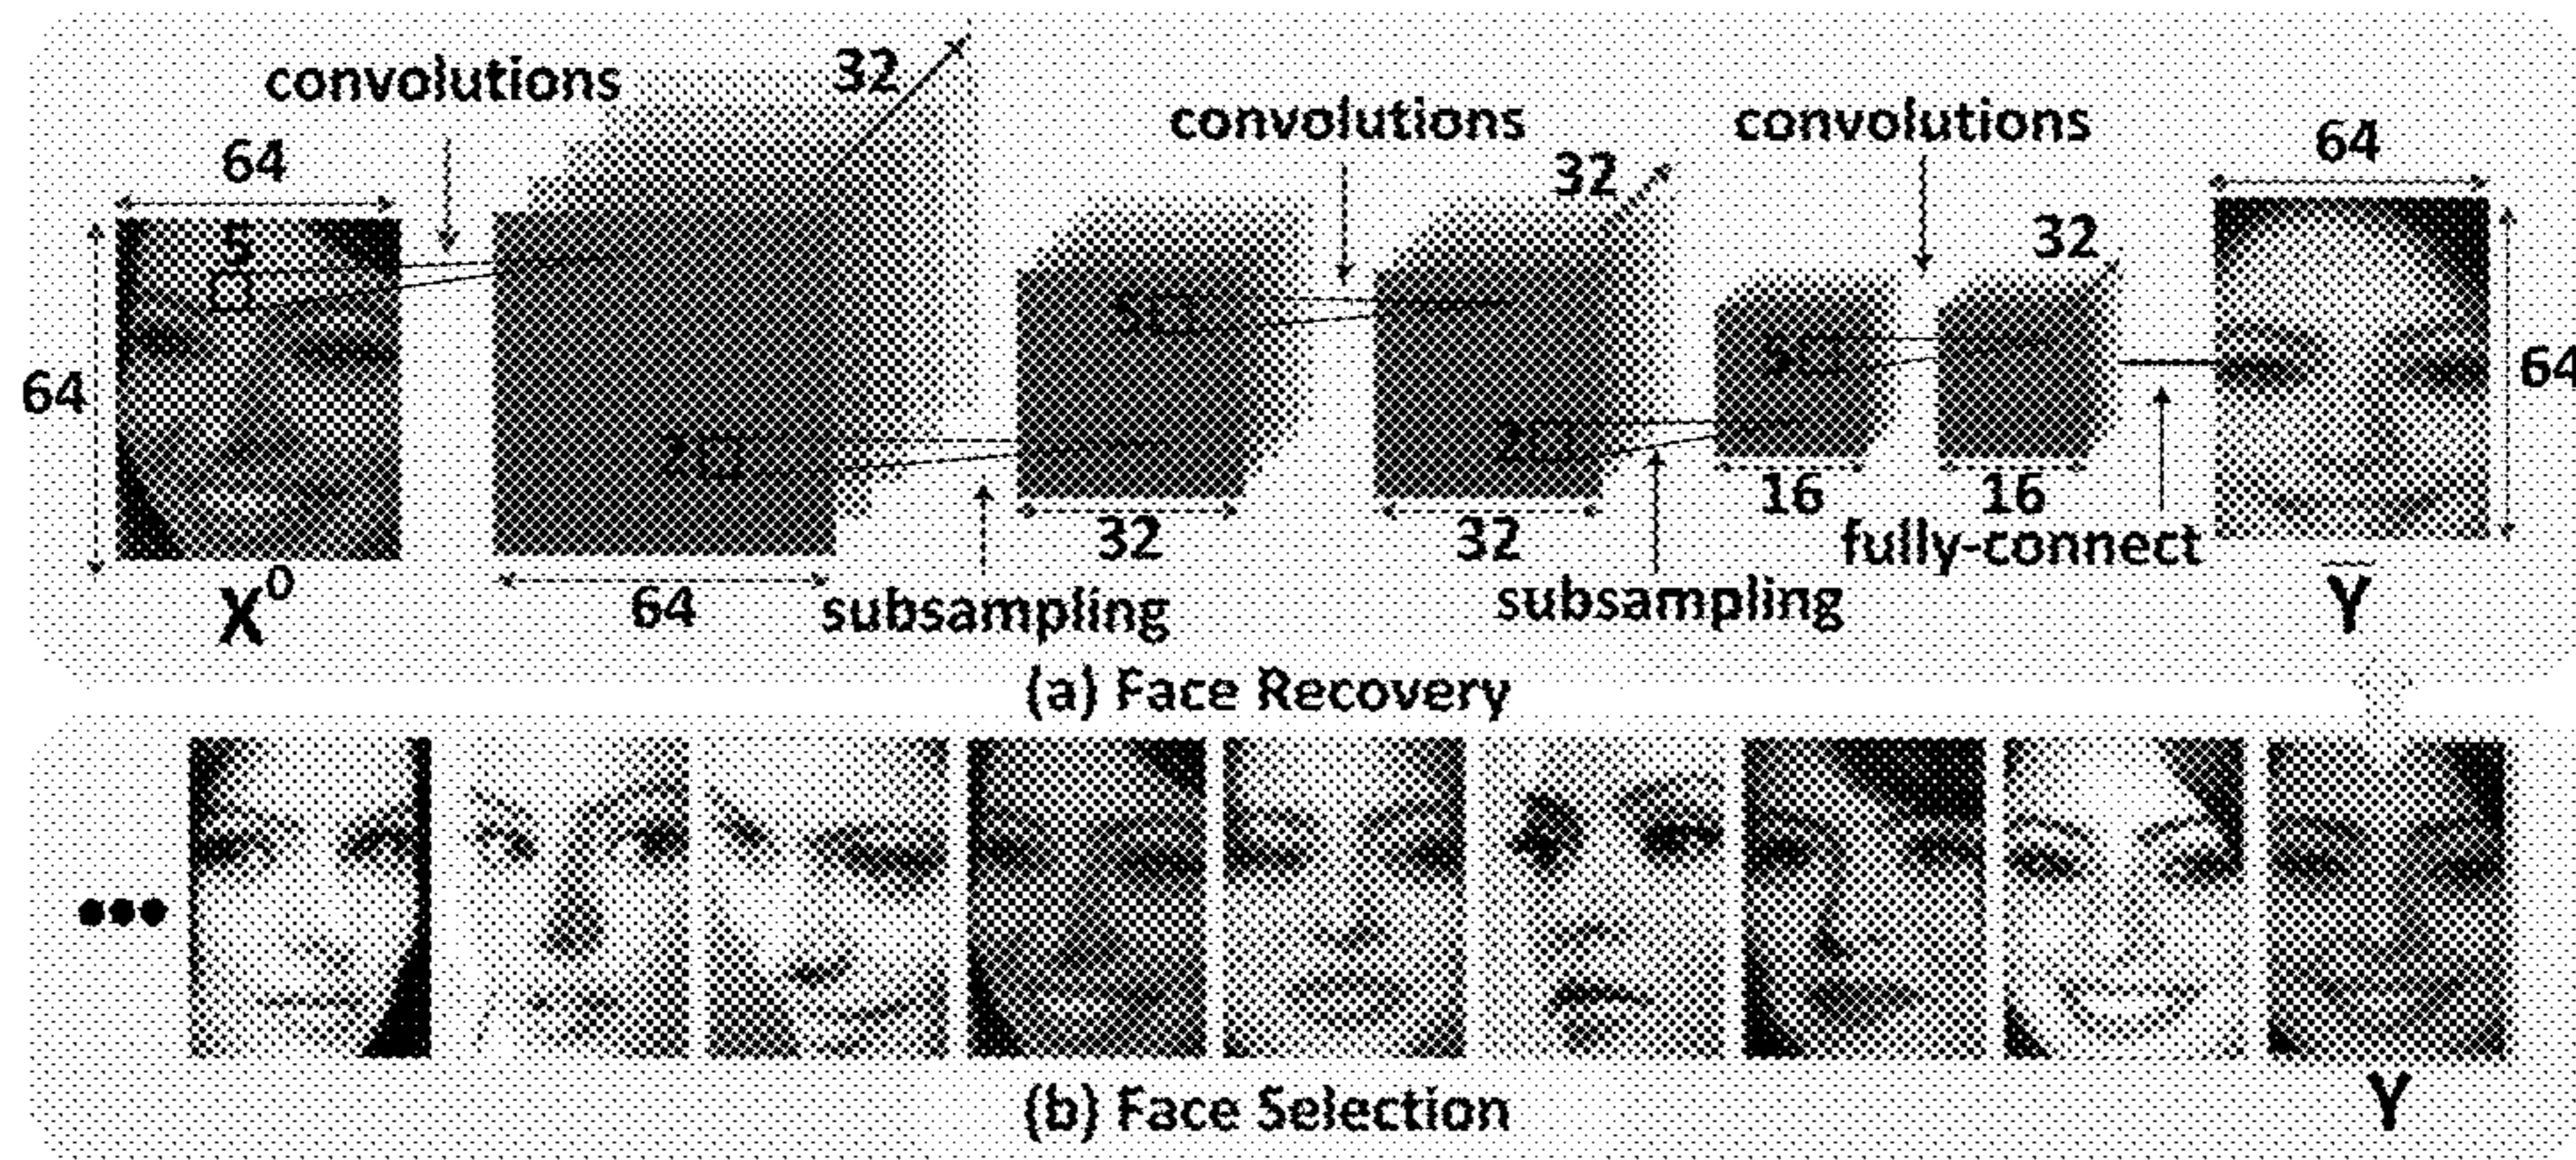 convolutions
32
64
5
64
X⁰
2
64
subsampling
convolutions
5
32
32
2
32
subsampling
convolutions
5
16
32
16
fully-connect
64
64
Ȳ
(a) Face Recovery
•••
Y
(b) Face Selection